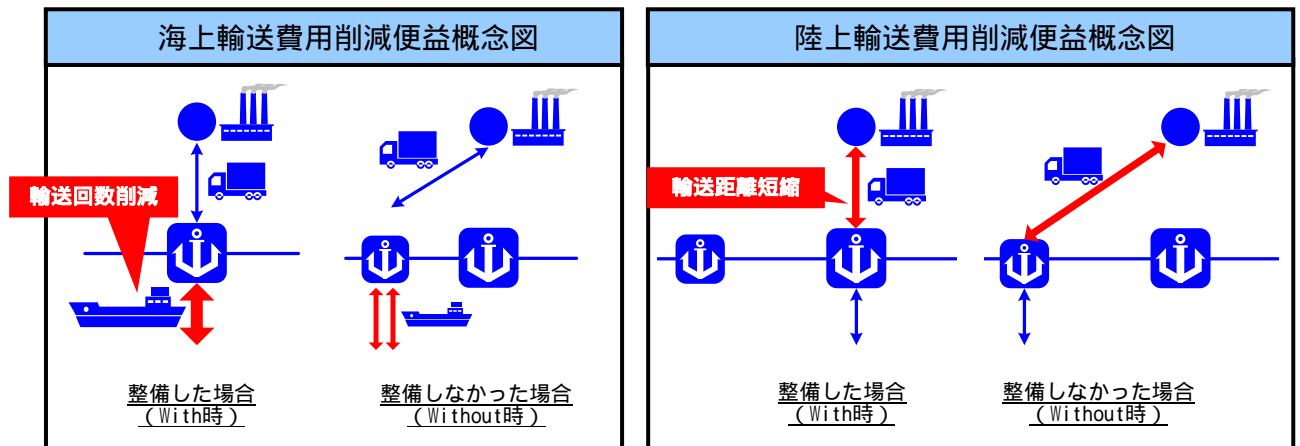 海上輸送費用削減便益概念図
輸送回数削減
整備した場合
(With時)
整備しなかった場合
(Without時)
陸上輸送費用削減便益概念図
輸送距離短縮
整備した場合
(With時)
整備しなかった場合
(Without時)